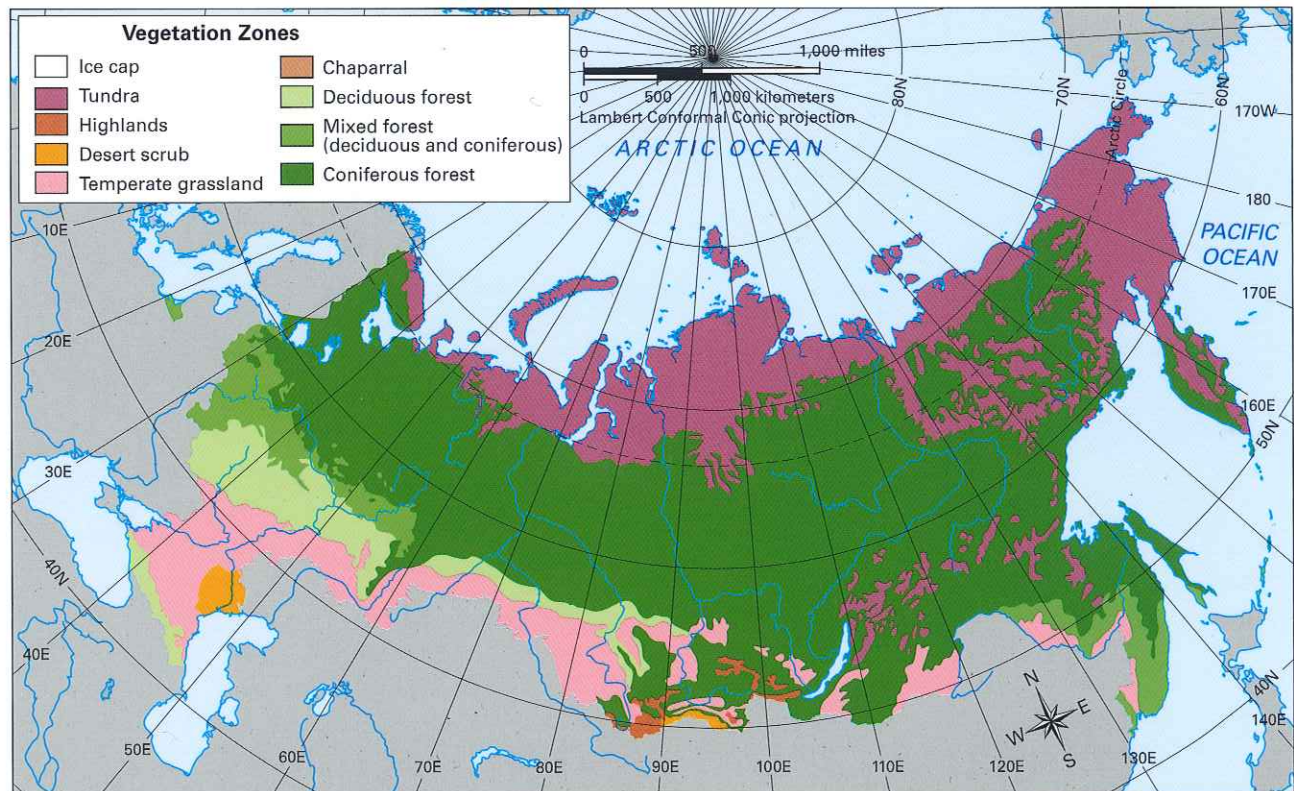 Vegetation Zones
Ice cap
Tundra
Highlands
Desert scrub
Temperate grassland
Chaparral
Deciduous forest
Mixed forest
(deciduous and coniferous)
Coniferous forest
0 500 1,000 miles
0 500 1,000 kilometers
Lambert Conformal Conic projection
ARCTIC OCEAN
80N
70N
Arctic Circle
60N
170W
180
PACIFIC
OCEAN
170E
160E
50N
10E
20E
30E
40N
40E
50E
60E
70E
80E
90E
100E
110E
120E
130E
140E
40N
N
E
W
S